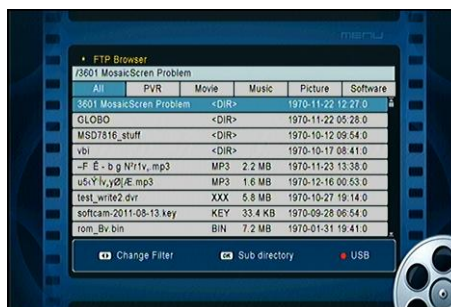 menu
FTP Browser
/3601 MosaicScren Problem
All PVR Movie Music Picture Software
3601 MosaicScren Problem <DIR> 1970-11-22 12:27:0
GLOBO <DIR> 1970-11-22 05:28:0
MSD7816_stuff <DIR> 1970-10-12 09:54:0
vbi <DIR> 1970-10-17 08:41:0
MP3 2.2 MB 1970-11-23 13:38:0
MP3 1.6 MB 1970-12-16 00:53:0
test_write2.dvr XXX 5.8 MB 1970-10-27 19:14:0
softcam-2011-08-13.key KEY 33.4 KB 1970-09-28 06:54:0
rom_Bv.bin BIN 7.2 MB 1970-01-31 19:41:0
Change Filter OK Sub directory USB